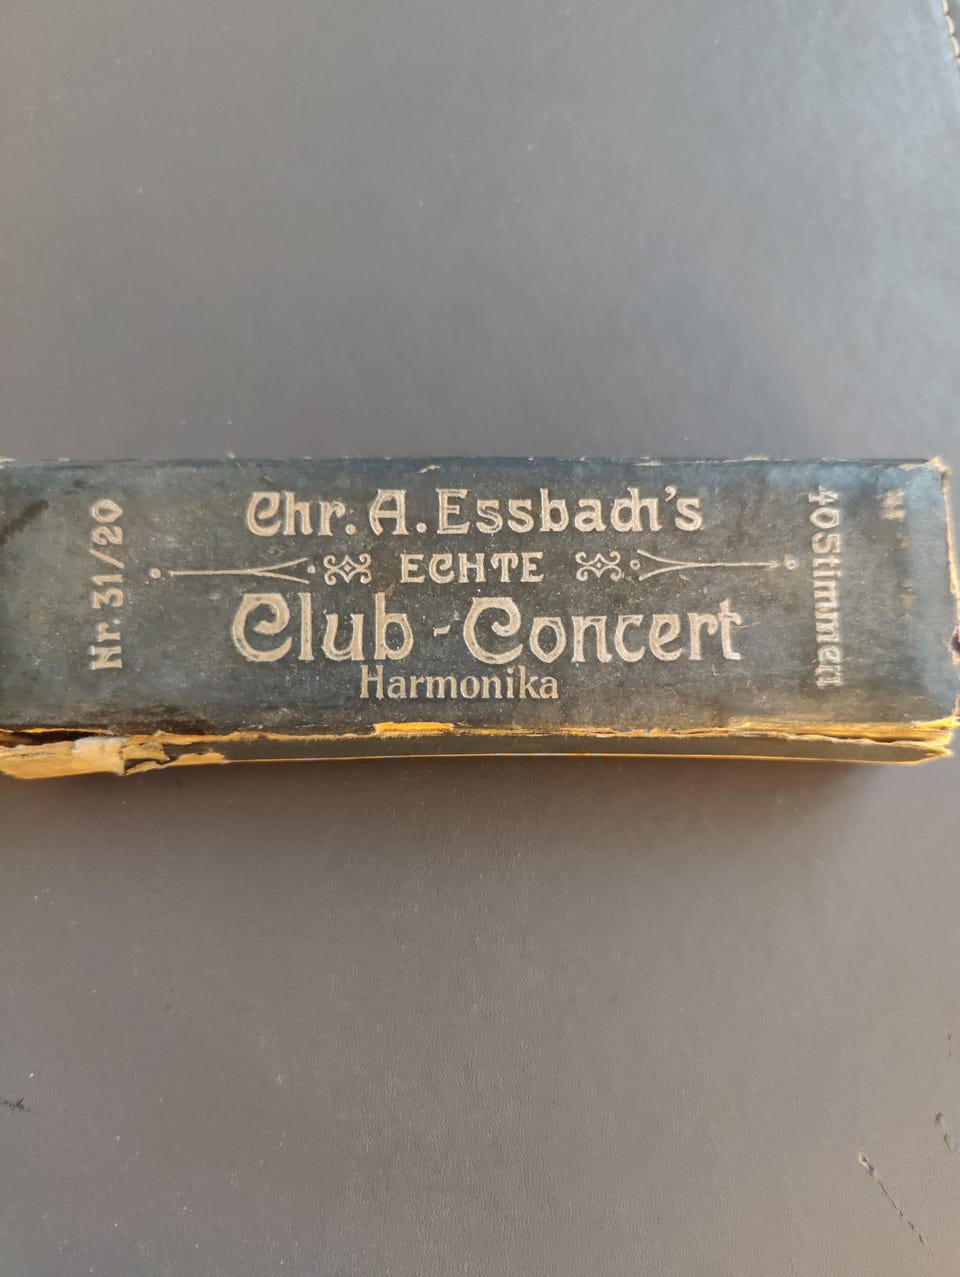 Nr. 31/20
Chr. A. Essbach's
ECHTE
Club-Concert
Harmonika
40 Stimmen